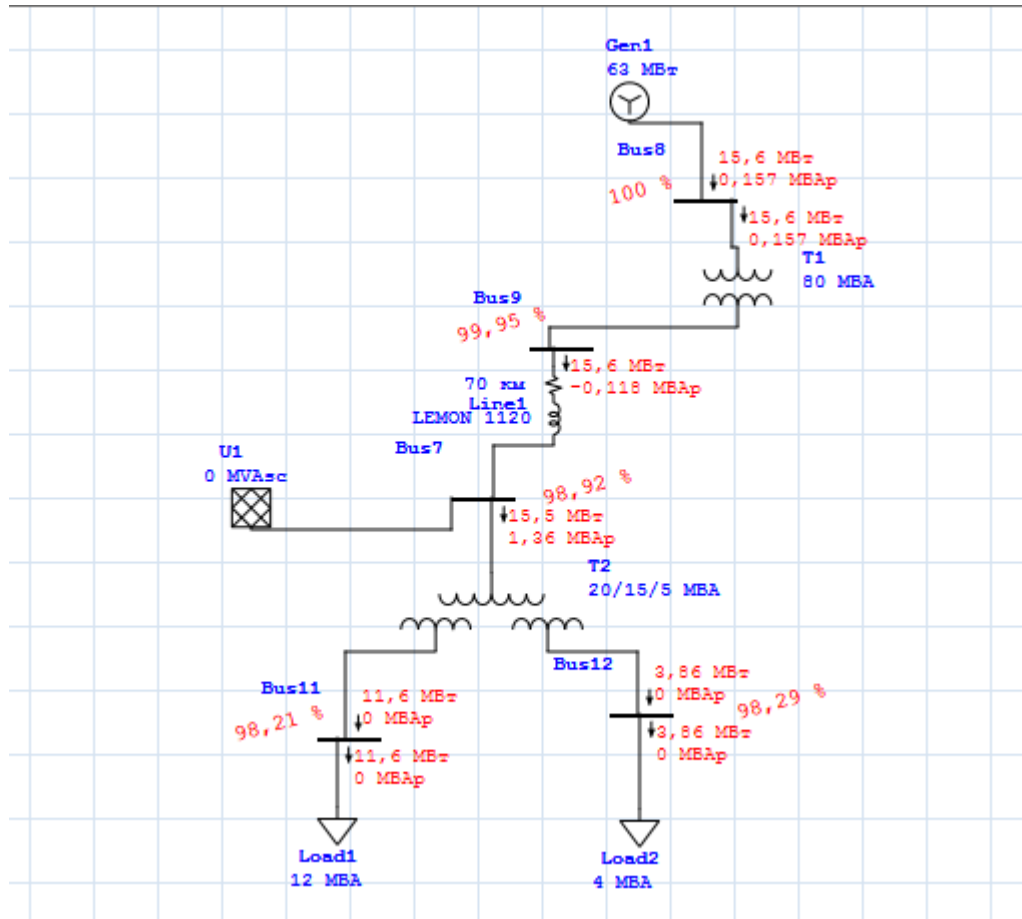 Gen1
63 МВт
Bus8
100 %
15,6 МВт
0,157 МВАр
15,6 МВт
0,157 МВАр
T1
80 МВА
Bus9
99,95 %
15,6 МВт
-0,118 МВАр
70 км
Line1
LEMON 1120
Bus7
U1
0 MVAsc
98,92 %
15,5 МВт
1,36 МВАр
T2
20/15/5 МВА
Bus12
3,86 МВт
0 МВАр
98,29 %
3,86 МВт
0 МВАр
Bus11
98,21 %
11,6 МВт
0 МВАр
11,6 МВт
0 МВАр
Load1
12 МВА
Load2
4 МВА